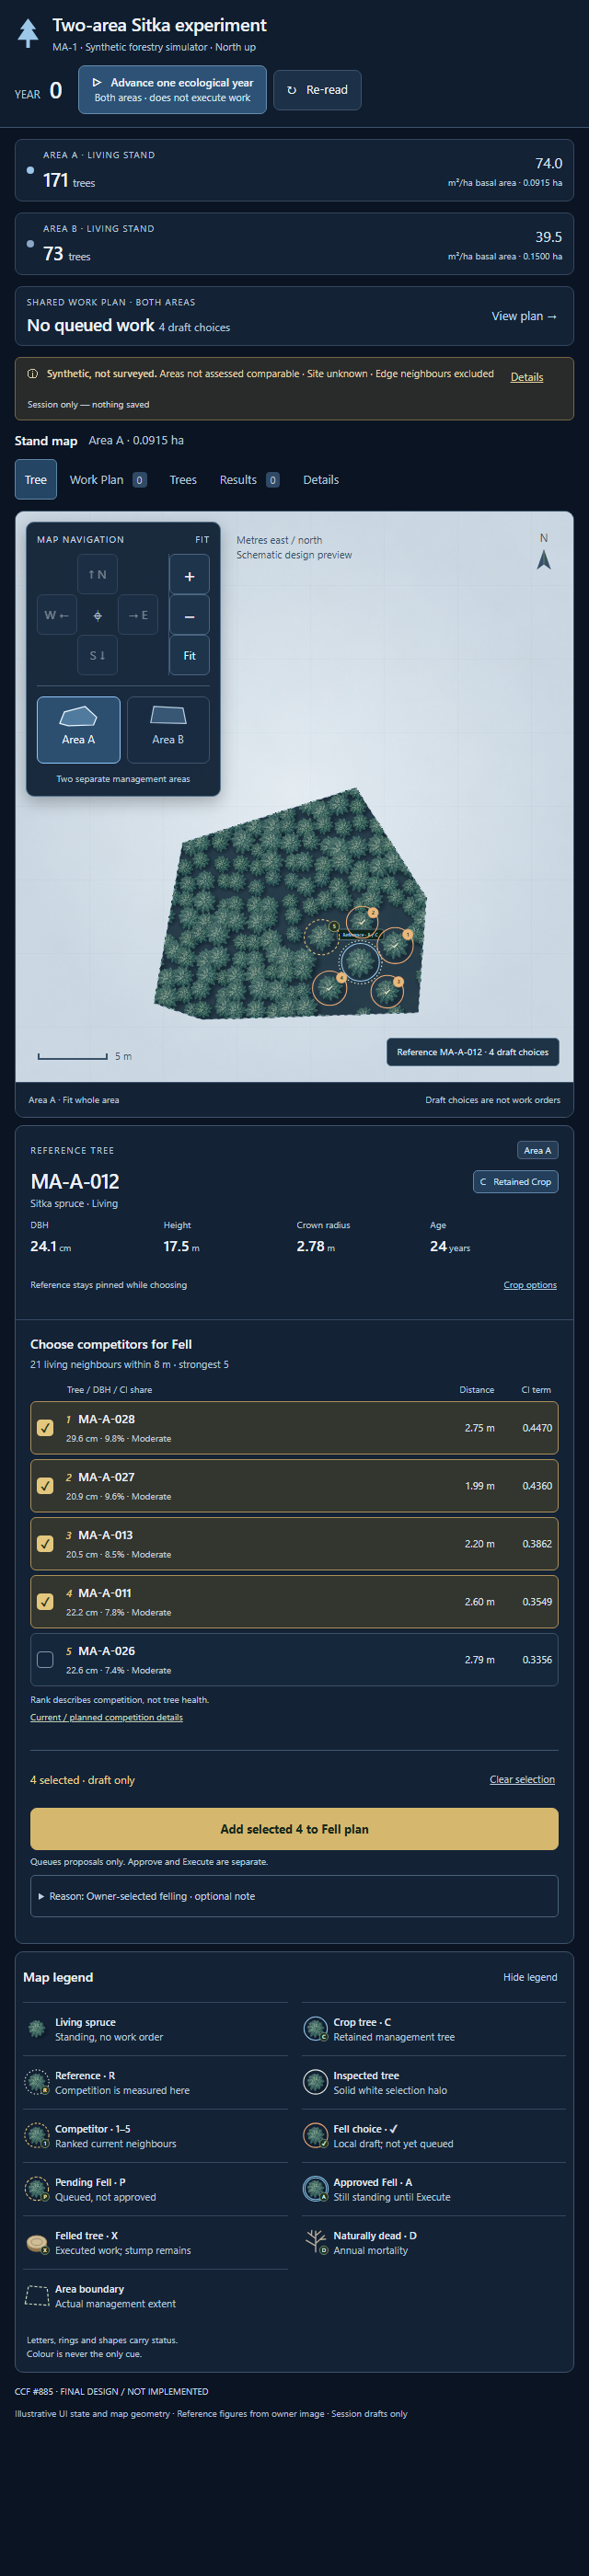 Two-area Sitka experiment
MA-1 · Synthetic forestry simulator · North up
YEAR 0
Advance one ecological year
Both areas · does not execute work
↻ Re-read
AREA A · LIVING STAND
171 trees
74.0
m²/ha basal area · 0.0915 ha
AREA B · LIVING STAND
73 trees
39.5
m²/ha basal area · 0.1500 ha
SHARED WORK PLAN · BOTH AREAS
No queued work 4 draft choices
View plan →
Synthetic, not surveyed. Areas not assessed comparable · Site unknown · Edge neighbours excluded
Details
Session only — nothing saved
Stand map Area A · 0.0915 ha
Tree
Work Plan 0
Trees
Results 0
Details
MAP NAVIGATION FIT
↑ N
W ←
→ E
S ↓
+
−
Fit
Area A
Area B
Two separate management areas
Metres east / north
Schematic design preview
N
5
2
1
4
3
5 m
Reference MA-A-012 · 4 draft choices
Area A · Fit whole area
Draft choices are not work orders
REFERENCE TREE
Area A
MA-A-012
C Retained Crop
Sitka spruce · Living
DBH Height Crown radius Age
24.1 cm 17.5 m 2.78 m 24 years
Reference stays pinned while choosing
Crop options
Choose competitors for Fell
21 living neighbours within 8 m · strongest 5
Tree / DBH / CI share Distance CI term
1 MA-A-028
29.6 cm · 9.8% · Moderate
2.75 m 0.4470
2 MA-A-027
20.9 cm · 9.6% · Moderate
1.99 m 0.4360
3 MA-A-013
20.5 cm · 8.5% · Moderate
2.20 m 0.3862
4 MA-A-011
22.2 cm · 7.8% · Moderate
2.60 m 0.3549
5 MA-A-026
22.6 cm · 7.4% · Moderate
2.79 m 0.3356
Rank describes competition, not tree health.
Current / planned competition details
4 selected · draft only
Clear selection
Add selected 4 to Fell plan
Queues proposals only. Approve and Execute are separate.
▶ Reason: Owner-selected felling · optional note
Map legend
Hide legend
Living spruce
Standing, no work order
Crop tree · C
Retained management tree
Reference · R
Competition is measured here
Inspected tree
Solid white selection halo
Competitor · 1–5
Ranked current neighbours
Fell choice · ✓
Local draft; not yet queued
Pending Fell · P
Queued, not approved
Approved Fell · A
Still standing until Execute
Felled tree · X
Executed work; stump remains
Naturally dead · D
Annual mortality
Area boundary
Actual management extent
Letters, rings and shapes carry status.
Colour is never the only cue.
CCF #885 · FINAL DESIGN / NOT IMPLEMENTED
Illustrative UI state and map geometry · Reference figures from owner image · Session drafts only